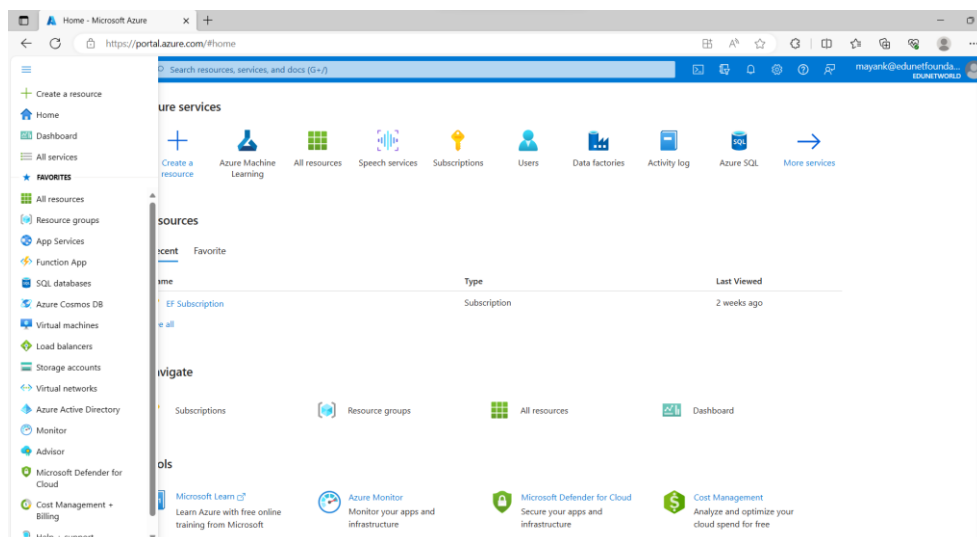 Home - Microsoft Azure
https://portal.azure.com/#home
Search resources, services, and docs (G+/)
mayank@edunetfounda...
EDUNETWORLD
Create a resource
Home
Dashboard
All services
FAVORITES
All resources
Resource groups
App Services
Function App
SQL databases
Azure Cosmos DB
Virtual machines
Load balancers
Storage accounts
Virtual networks
Azure Active Directory
Monitor
Advisor
Microsoft Defender for
Cloud
Cost Management +
Billing
Help + support
ure services
Create a
resource
Azure Machine
Learning
All resources
Speech services
Subscriptions
Users
Data factories
Activity log
SQL
Azure SQL
More services
sources
ecent Favorite
ame Type Last Viewed
EF Subscription Subscription 2 weeks ago
e all
avigate
Subscriptions Resource groups All resources Dashboard
ols
Microsoft Learn
Learn Azure with free online
training from Microsoft
Azure Monitor
Monitor your apps and
infrastructure
Microsoft Defender for Cloud
Secure your apps and
infrastructure
Cost Management
Analyze and optimize your
cloud spend for free